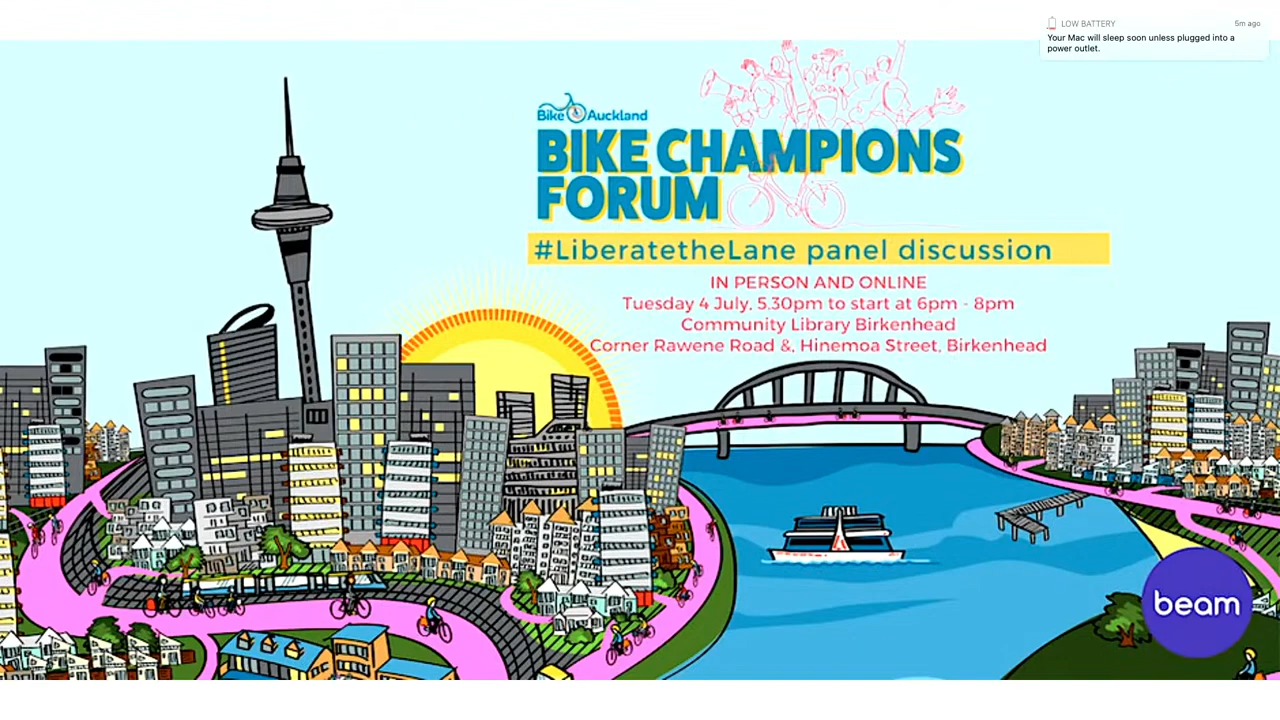 LOW BATTERY
5m ago
Your Mac will sleep soon unless plugged into a
power outlet.
Bike Auckland
BIKE CHAMPIONS
FORUM
#LiberatetheLane panel discussion
IN PERSON AND ONLINE
Tuesday 4 July, 5.30pm to start at 6pm - 8pm
Community Library Birkenhead
Corner Rawene Road &, Hinemoa Street, Birkenhead
beam